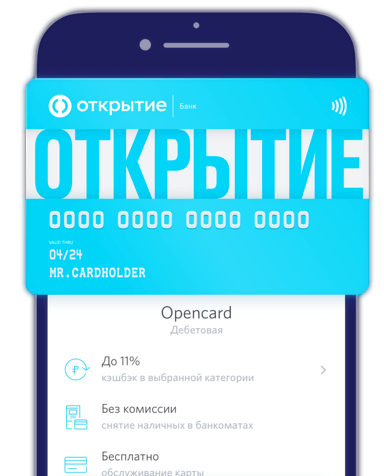 открытие Банк
ОТКРЫТИЕ
0000 0000 0000 0000
VALID THRU
04/24
MR.CARDHOLDER
Opencard
Дебетовая
До 11%
кэшбэк в выбранной категории
Без комиссии
снятие наличных в банкоматах
Бесплатно
обслуживание карты